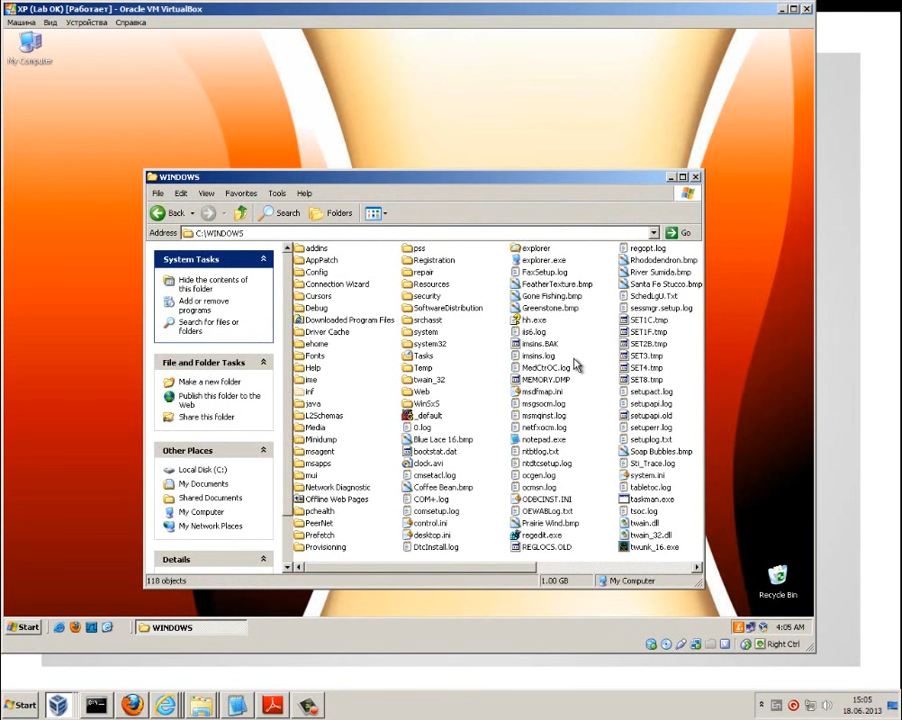 XP (Lab OK) [Работает] - Oracle VM VirtualBox
Машина Вид Устройства Справка
My Computer
WINDOWS
File Edit View Favorites Tools Help
Back Search Folders
Address C:\WINDOWS Go
System Tasks
Hide the contents of
this folder
Add or remove
programs
Search for files or
folders
File and Folder Tasks
Make a new folder
Publish this folder to the
Web
Share this folder
Other Places
Local Disk (C:)
My Documents
Shared Documents
My Computer
My Network Places
Details
addins
AppPatch
Config
Connection Wizard
Cursors
Debug
Downloaded Program Files
Driver Cache
ehome
Fonts
Help
ime
inf
java
L2Schemas
Media
Minidump
msagent
msapps
mui
Network Diagnostic
Offline Web Pages
pchealth
PeerNet
Prefetch
Provisioning
pss
Registration
repair
Resources
security
SoftwareDistribution
srchasst
system
system32
Tasks
Temp
twain_32
Web
WinSxS
_default
0.log
Blue Lace 16.bmp
bootstat.dat
clock.avi
cmsetacl.log
Coffee Bean.bmp
COM+.log
comsetup.log
control.ini
desktop.ini
DtcInstall.log
explorer
explorer.exe
FaxSetup.log
FeatherTexture.bmp
Gone Fishing.bmp
Greenstone.bmp
hh.exe
iis6.log
imsins.BAK
imsins.log
MedCtrOC.log
MEMORY.DMP
msdfmap.ini
msgsocm.log
msmqinst.log
netfxocm.log
notepad.exe
ntbtlog.txt
ntdtcsetup.log
ocgen.log
ocmsn.log
ODBCINST.INI
OEWABLog.txt
Prairie Wind.bmp
regedit.exe
REGLOCS.OLD
regopt.log
Rhododendron.bmp
River Sumida.bmp
Santa Fe Stucco.bmp
SchedLgU.Txt
sessmgr.setup.log
SET1C.tmp
SET1F.tmp
SET2B.tmp
SET3.tmp
SET4.tmp
SET8.tmp
setupact.log
setupapi.log
setupapi.old
setuperr.log
setuplog.txt
Soap Bubbles.bmp
Sti_Trace.log
system.ini
tabletoc.log
taskman.exe
tsoc.log
twain.dll
twain_32.dll
twunk_16.exe
118 objects 1.00 GB My Computer
Recycle Bin
Start WINDOWS 4:05 AM
Right Ctrl
Start 15:05
18.06.2013